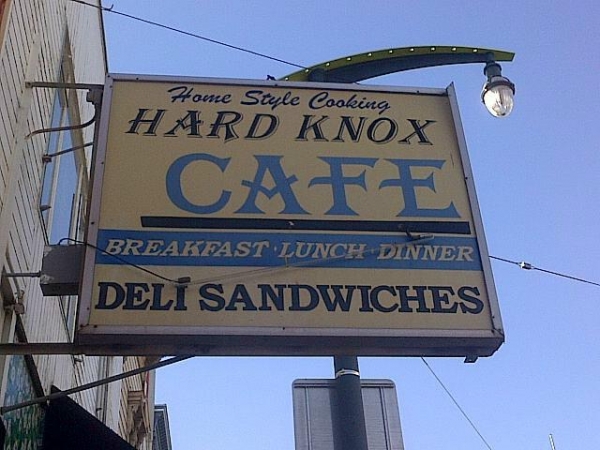 Home Style Cooking
HARD KNOX
CAFE
BREAKFAST · LUNCH · DINNER
DELI SANDWICHES